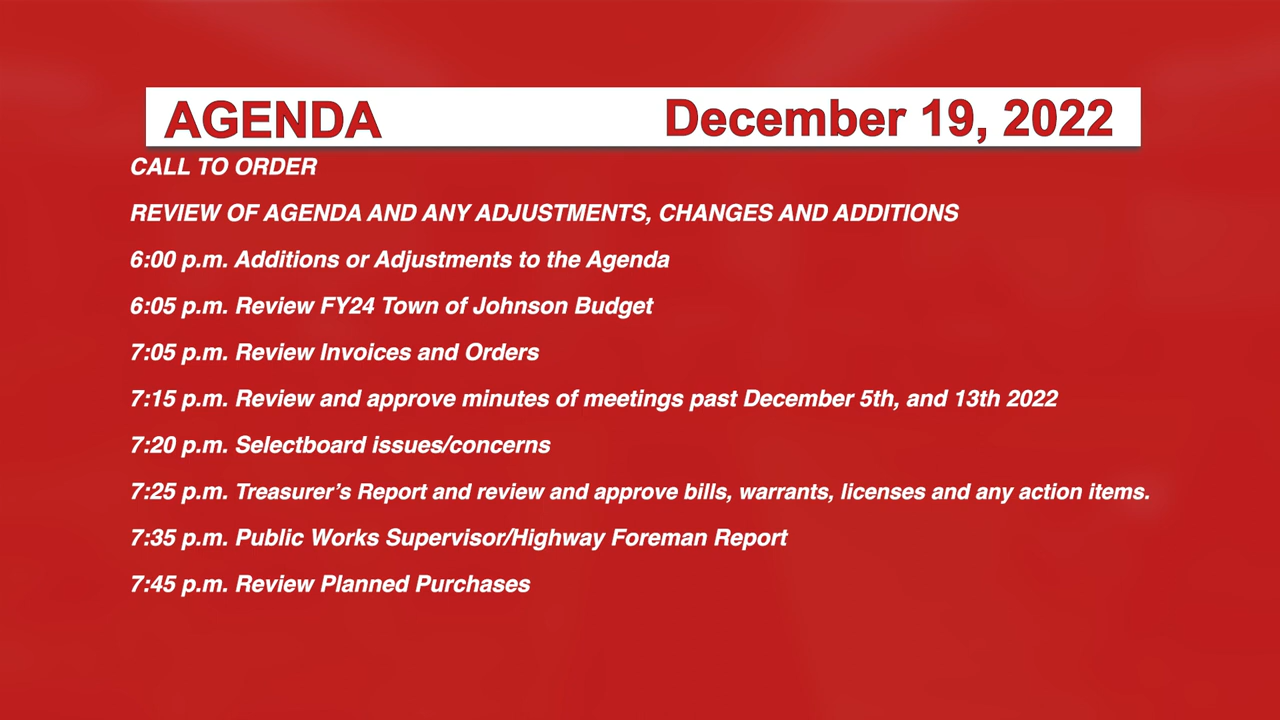 AGENDA December 19, 2022
CALL TO ORDER
REVIEW OF AGENDA AND ANY ADJUSTMENTS, CHANGES AND ADDITIONS
6:00 p.m. Additions or Adjustments to the Agenda
6:05 p.m. Review FY24 Town of Johnson Budget
7:05 p.m. Review Invoices and Orders
7:15 p.m. Review and approve minutes of meetings past December 5th, and 13th 2022
7:20 p.m. Selectboard issues/concerns
7:25 p.m. Treasurer’s Report and review and approve bills, warrants, licenses and any action items.
7:35 p.m. Public Works Supervisor/Highway Foreman Report
7:45 p.m. Review Planned Purchases